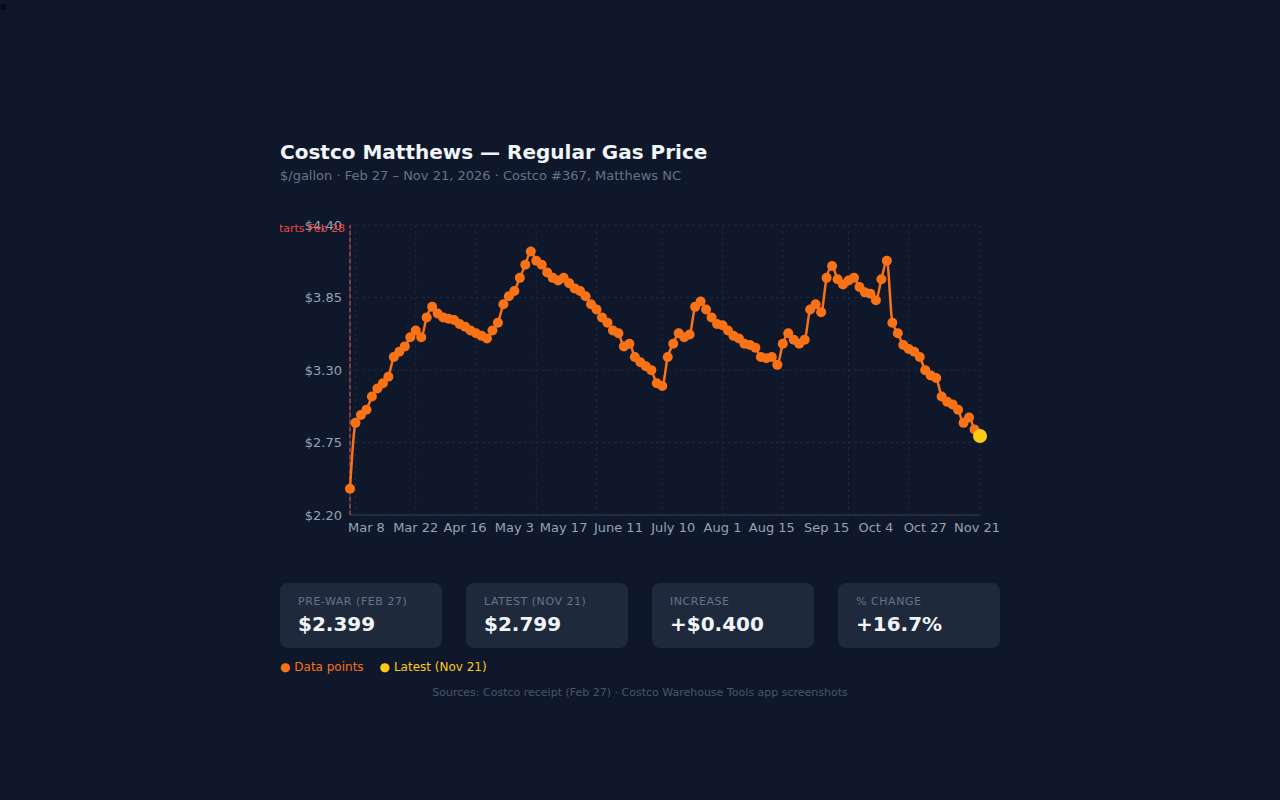 Costco Matthews — Regular Gas Price
$/gallon · Feb 27 – Nov 21, 2026 · Costco #367, Matthews NC
$4.40
tarts Feb 28
$3.85
$3.30
$2.75
$2.20
Mar 8 Mar 22 Apr 16 May 3 May 17 June 11 July 10 Aug 1 Aug 15 Sep 15 Oct 4 Oct 27 Nov 21
PRE-WAR (FEB 27) LATEST (NOV 21) INCREASE % CHANGE
$2.399 $2.799 +$0.400 +16.7%
Data points Latest (Nov 21)
Sources: Costco receipt (Feb 27) · Costco Warehouse Tools app screenshots